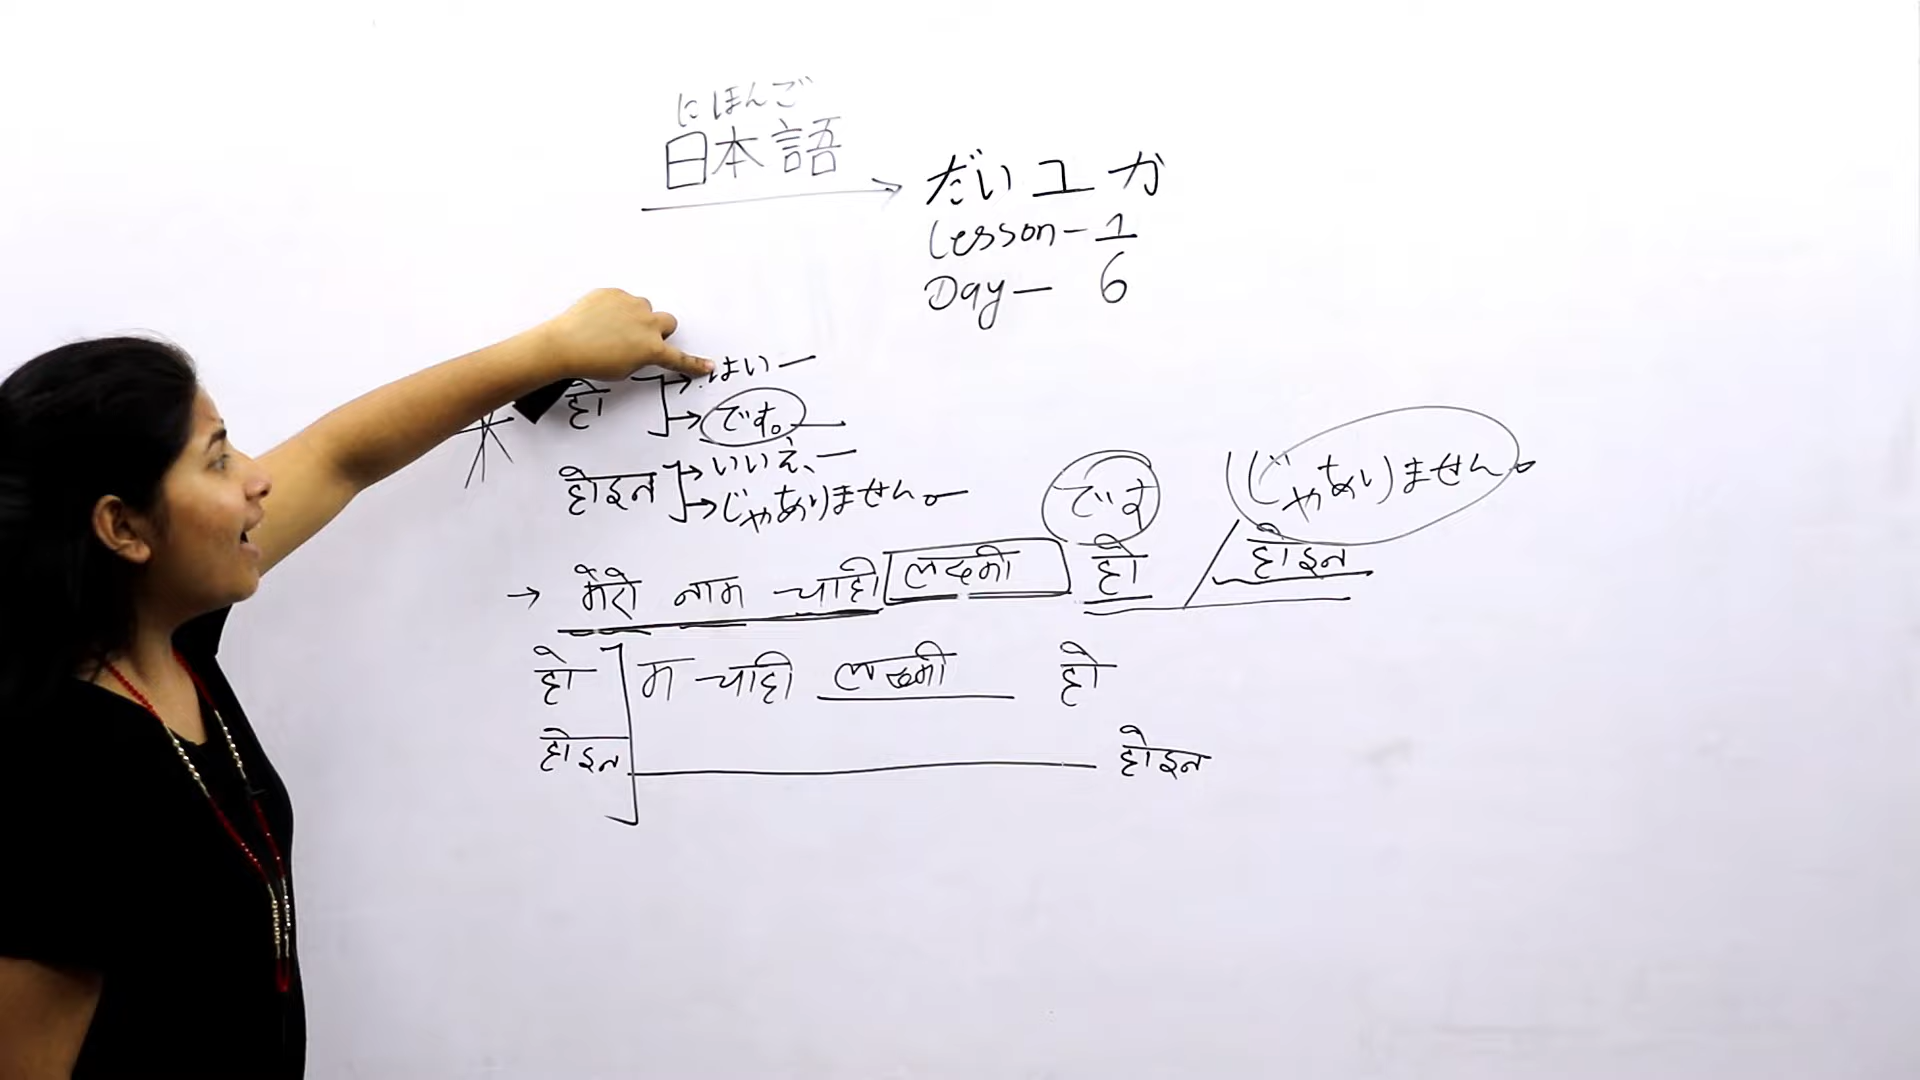 にほんご
日本語 → だい1か
Lesson - 1
Day - 6
हो → はい
→ です。
होइन → いいえ、
→ じゃありません。
です じゃありません。
→ मेरो नाम चाही लक्ष्मी हो / होइन
हो म चाही लक्ष्मी हो
होइन होइन